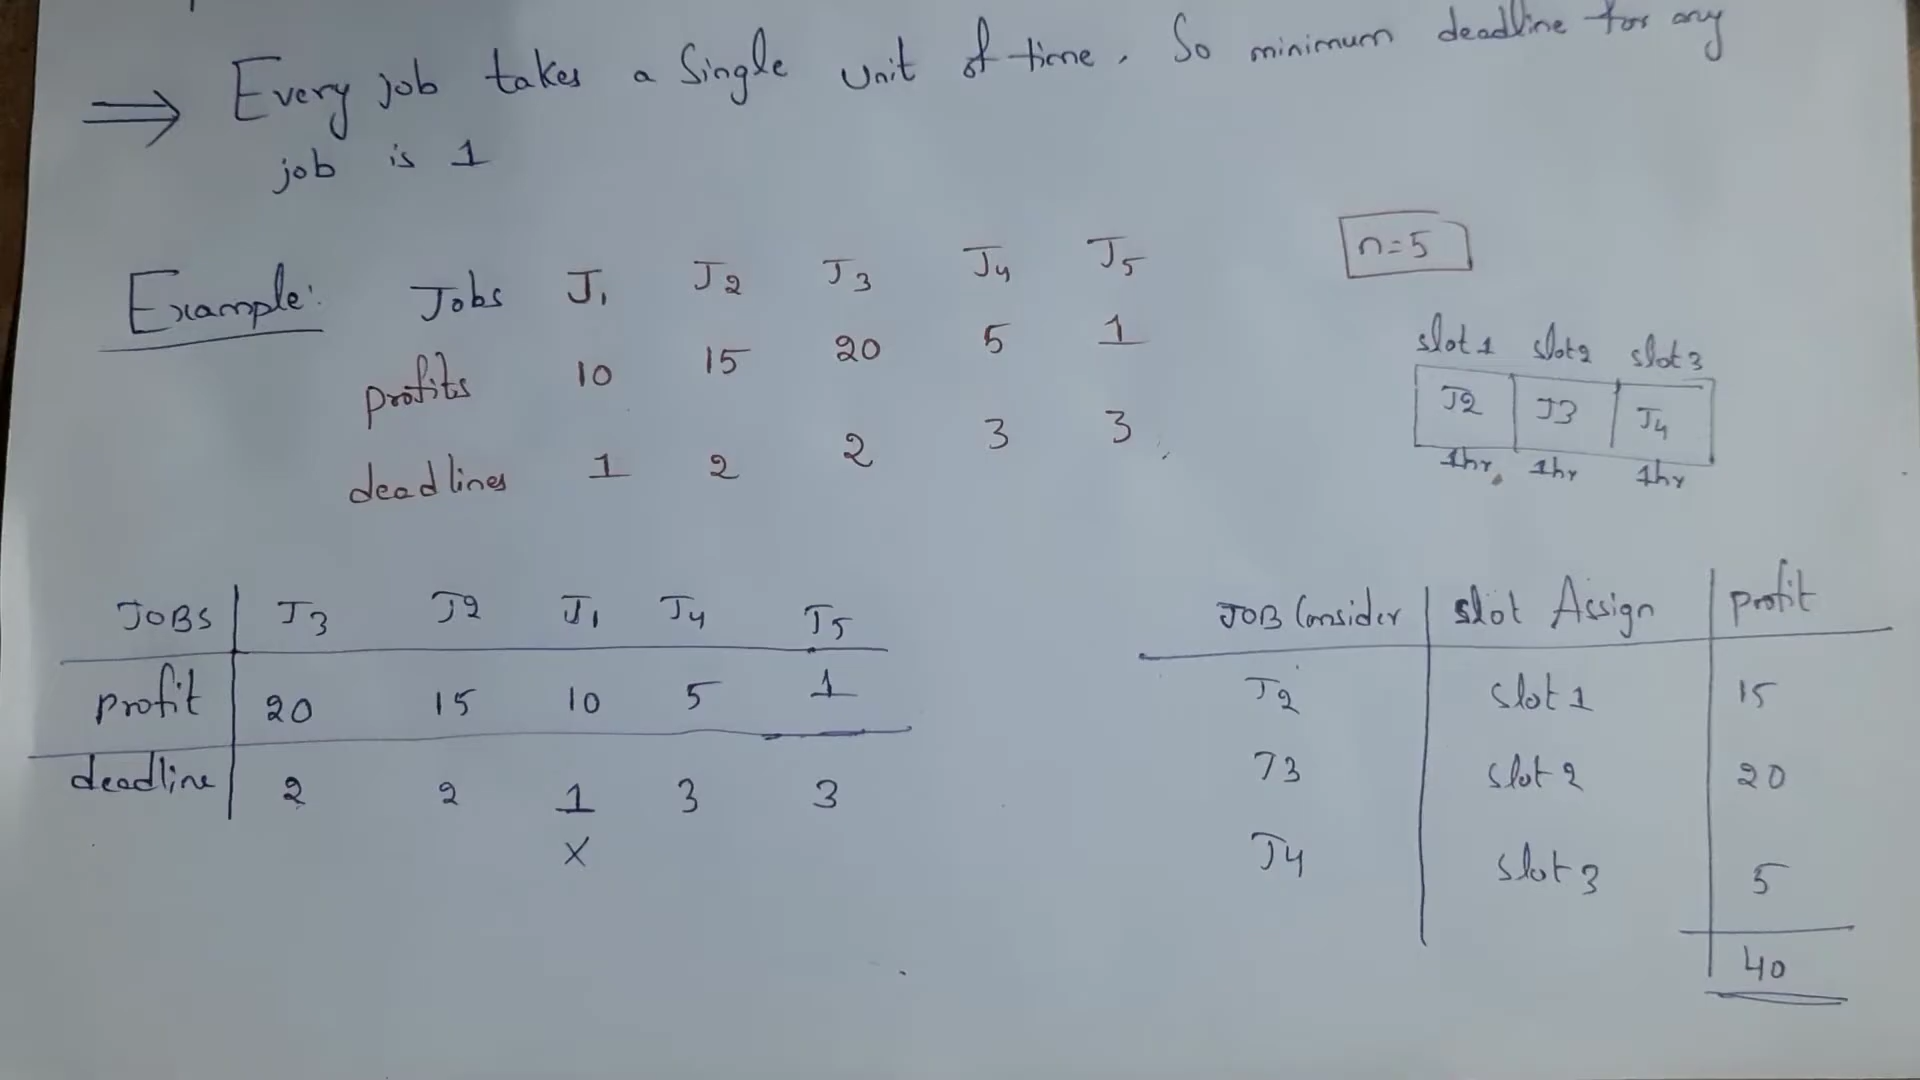 ⇒ Every job takes a Single Unit of time. So minimum deadline for any
job is 1
n=5
Example: Jobs J1 J2 J3 J4 J5
profits 10 15 20 5 1
deadlines 1 2 2 3 3
slot 1 slot2 slot 3
J2 J3 J4
1hr 1hr 1hr
JOBS J3 J2 J1 J4 J5
profit 20 15 10 5 1
deadline 2 2 1 3 3
X
JOB Consider slot Assign profit
J2 slot 1 15
J3 slot 2 20
J4 slot 3 5
40